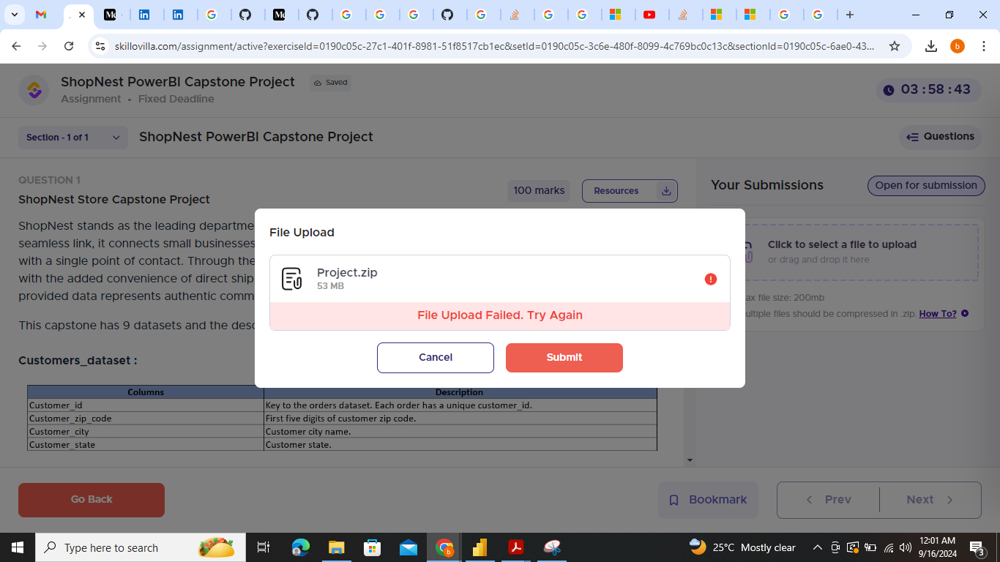 skillovilla.com/assignment/active?exerciseId=0190c05c-27c1-401f-8981-51f8517cb1ec&setId=0190c05c-3c6e-480f-8099-4c769bc0c13c&sectionId=0190c05c-6ae0-43...
b
ShopNest PowerBI Capstone Project
Saved
Assignment • Fixed Deadline
03 : 58 : 43
Section - 1 of 1
ShopNest PowerBI Capstone Project
Questions
QUESTION 1
ShopNest Store Capstone Project
100 marks
Resources
Your Submissions
Open for submission
ShopNest stands as the leading departme
seamless link, it connects small businesses
with a single point of contact. Through the
with the added convenience of direct ship
provided data represents authentic comm
This capstone has 9 datasets and the desc
File Upload
Project.zip
53 MB
File Upload Failed. Try Again
Cancel
Submit
Click to select a file to upload
or drag and drop it here
ax file size: 200mb
ultiple files should be compressed in .zip. How To?
Customers_dataset :
Columns Description
Customer_id Key to the orders dataset. Each order has a unique customer_id.
Customer_zip_code First five digits of customer zip code.
Customer_city Customer city name.
Customer_state Customer state.
Go Back
Bookmark
Prev
Next
Type here to search
25°C Mostly clear
12:01 AM
9/16/2024
3